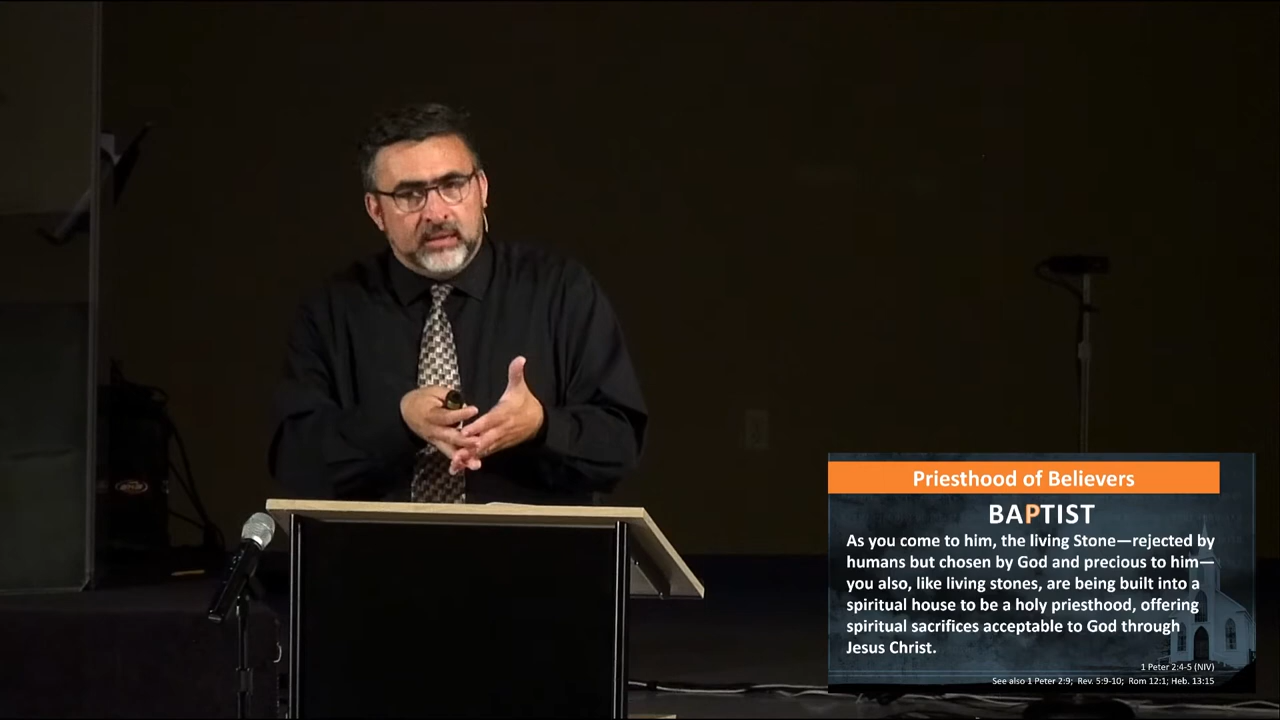 Priesthood of Believers
BAPTIST
As you come to him, the living Stone—rejected by
humans but chosen by God and precious to him—
you also, like living stones, are being built into a
spiritual house to be a holy priesthood, offering
spiritual sacrifices acceptable to God through
Jesus Christ.
1 Peter 2:4-5 (NIV)
See also 1 Peter 2:9; Rev. 5:9-10; Rom 12:1; Heb. 13:15